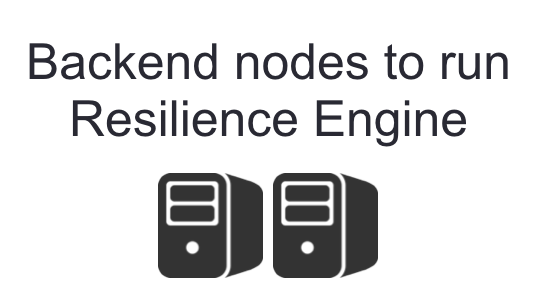 Backend nodes to run
Resilience Engine